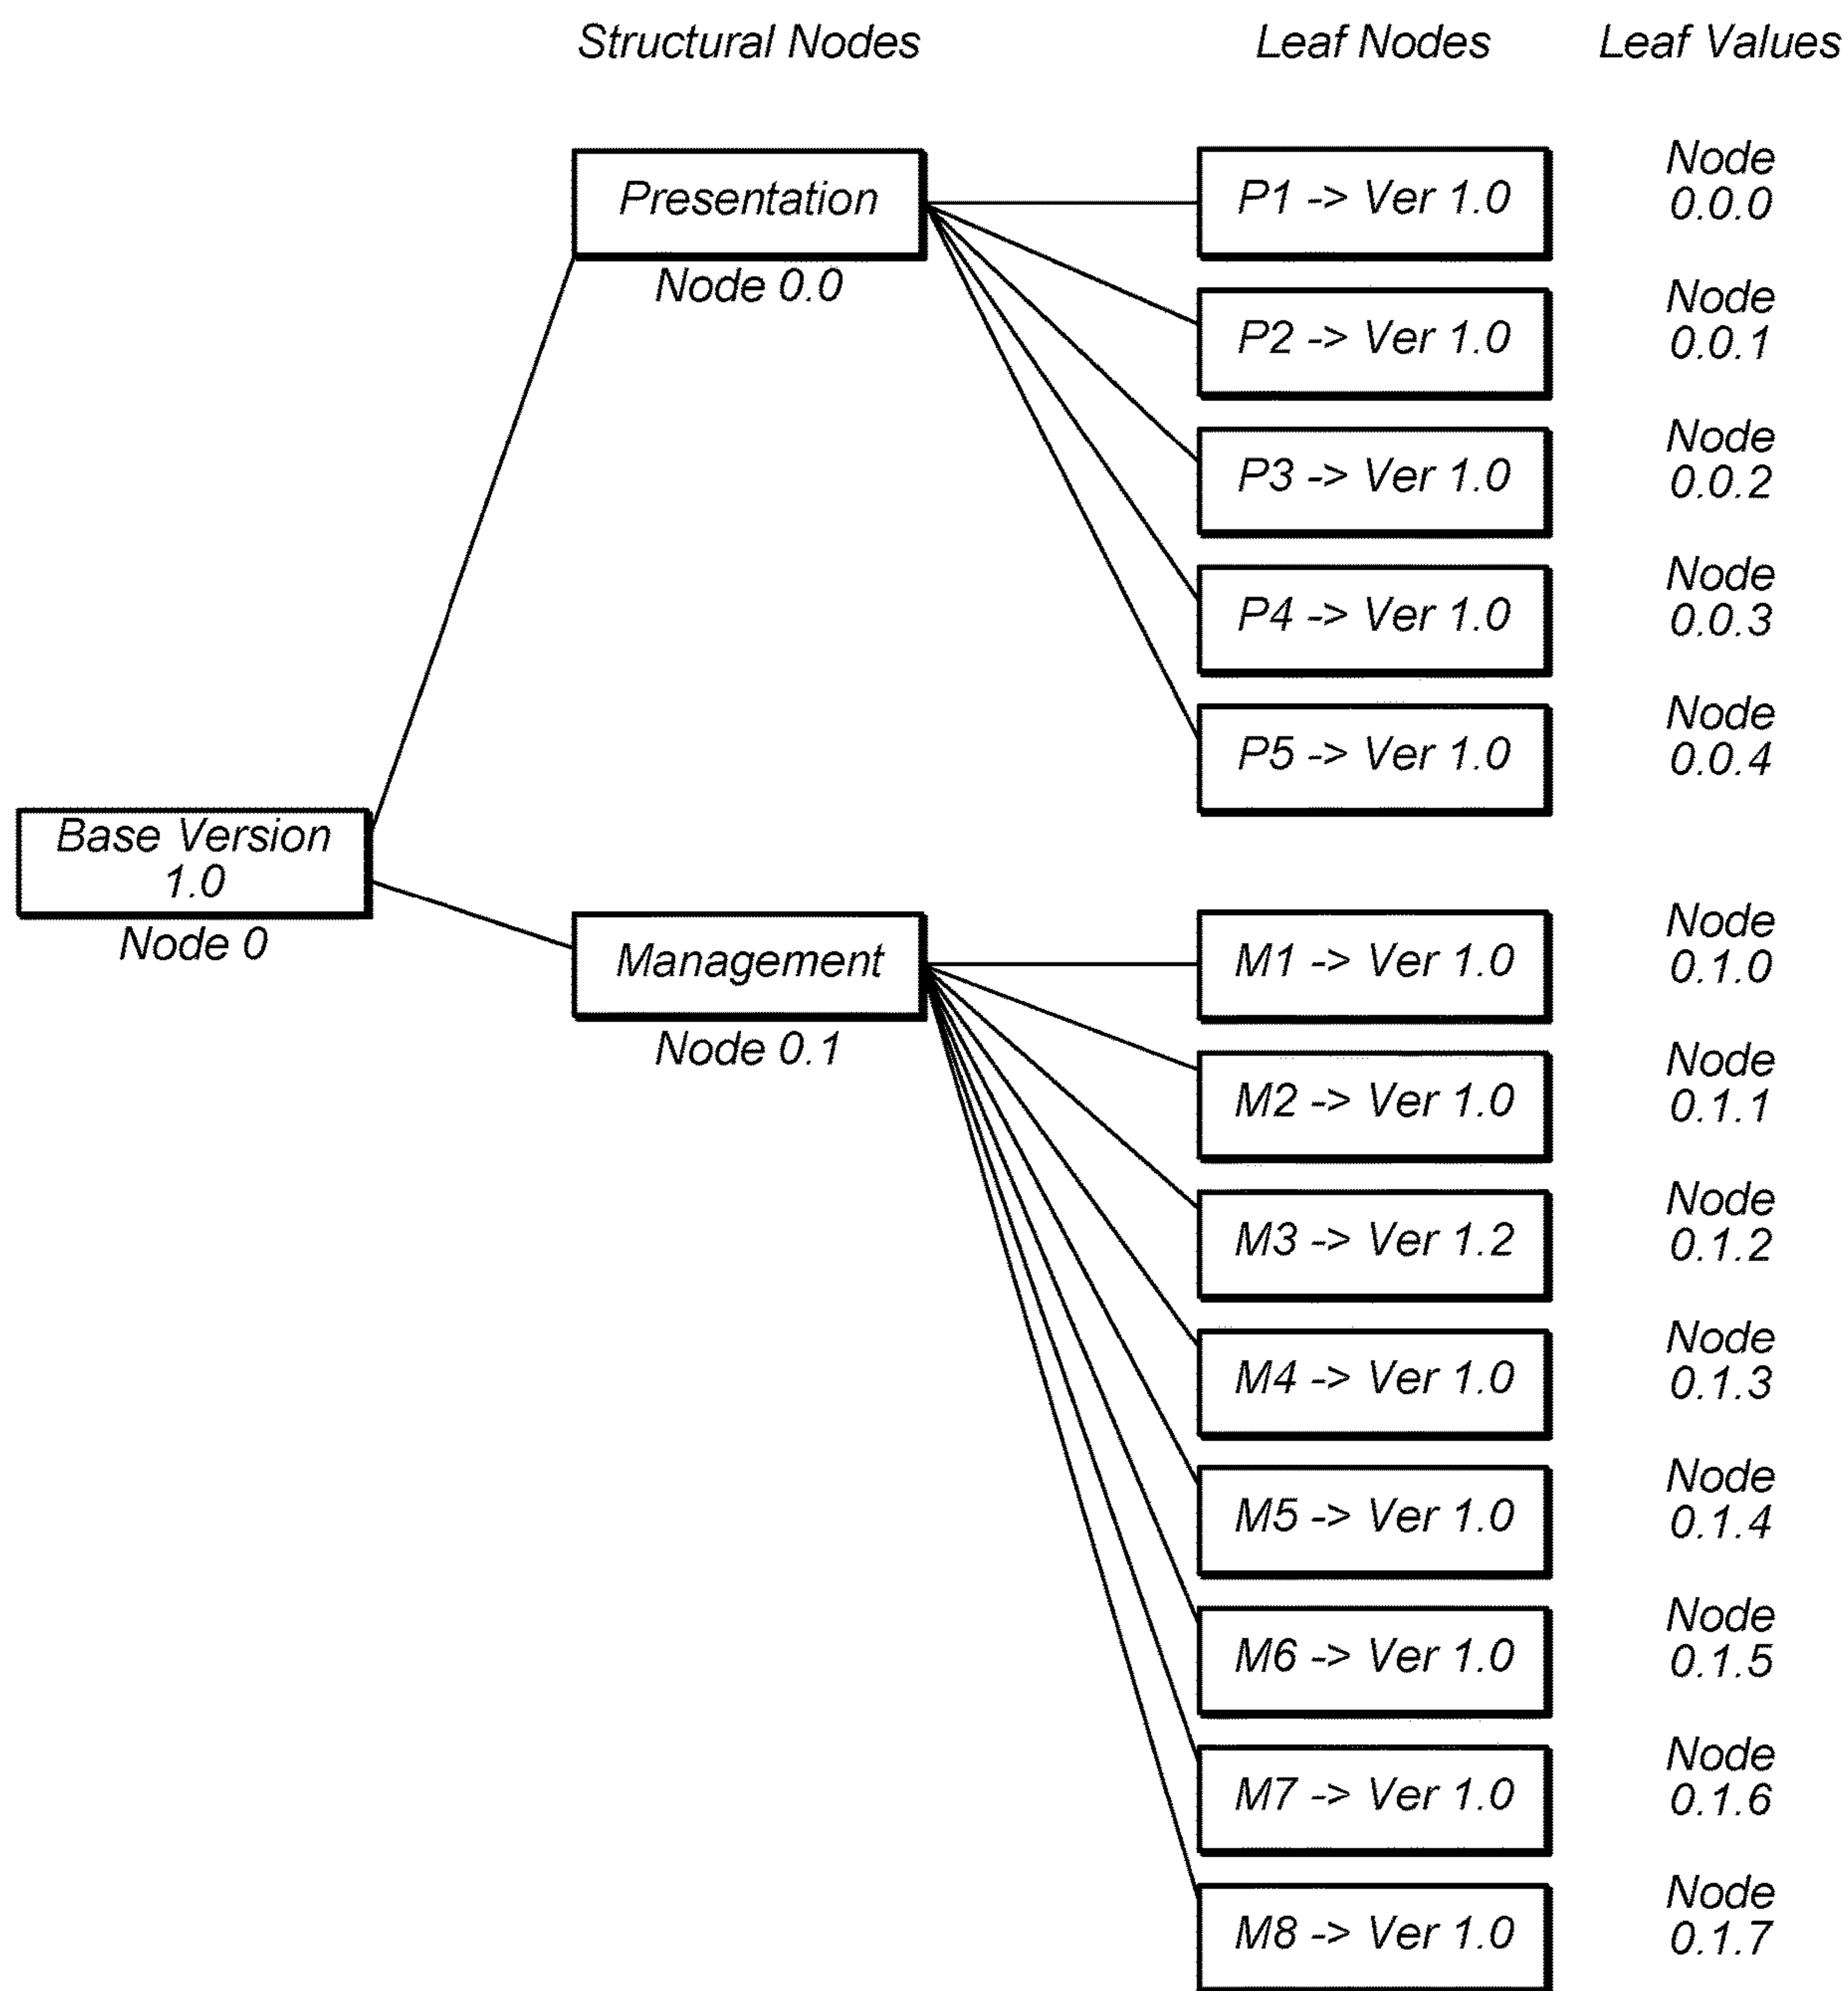 Structural Nodes
Leaf Nodes
Leaf Values
Presentation
Node 0.0
P1 -> Ver 1.0
Node
0.0.0
P2 -> Ver 1.0
Node
0.0.1
P3 -> Ver 1.0
Node
0.0.2
P4 -> Ver 1.0
Node
0.0.3
P5 -> Ver 1.0
Node
0.0.4
Base Version
1.0
Node 0
Management
Node 0.1
M1 -> Ver 1.0
Node
0.1.0
M2 -> Ver 1.0
Node
0.1.1
M3 -> Ver 1.2
Node
0.1.2
M4 -> Ver 1.0
Node
0.1.3
M5 -> Ver 1.0
Node
0.1.4
M6 -> Ver 1.0
Node
0.1.5
M7 -> Ver 1.0
Node
0.1.6
M8 -> Ver 1.0
Node
0.1.7